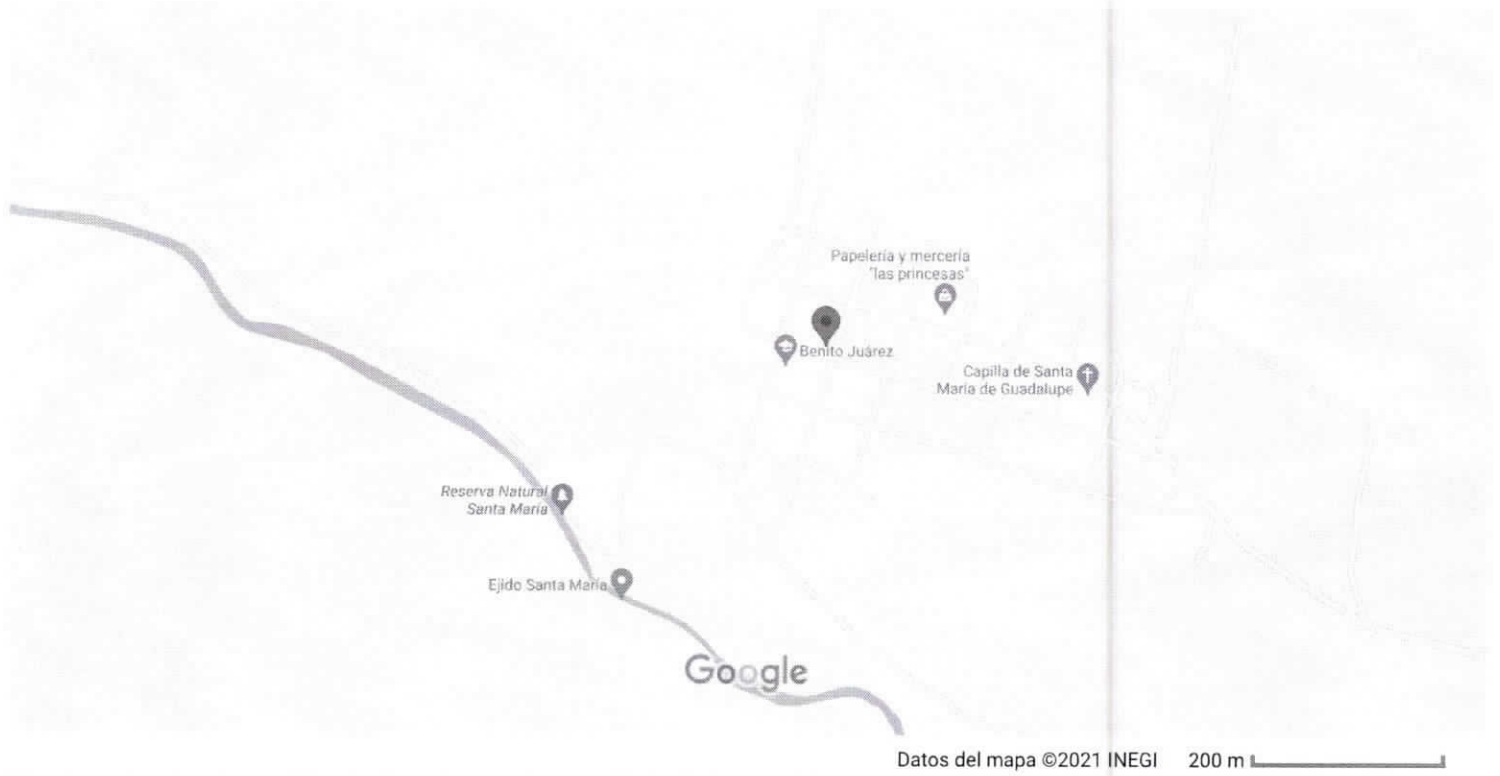 Papelería y mercería
"las princesas"
Benito Juárez
Capilla de Santa
María de Guadalupe
Reserva Natural
Santa María
Ejido Santa María
Google
Datos del mapa ©2021 INEGI 200 m